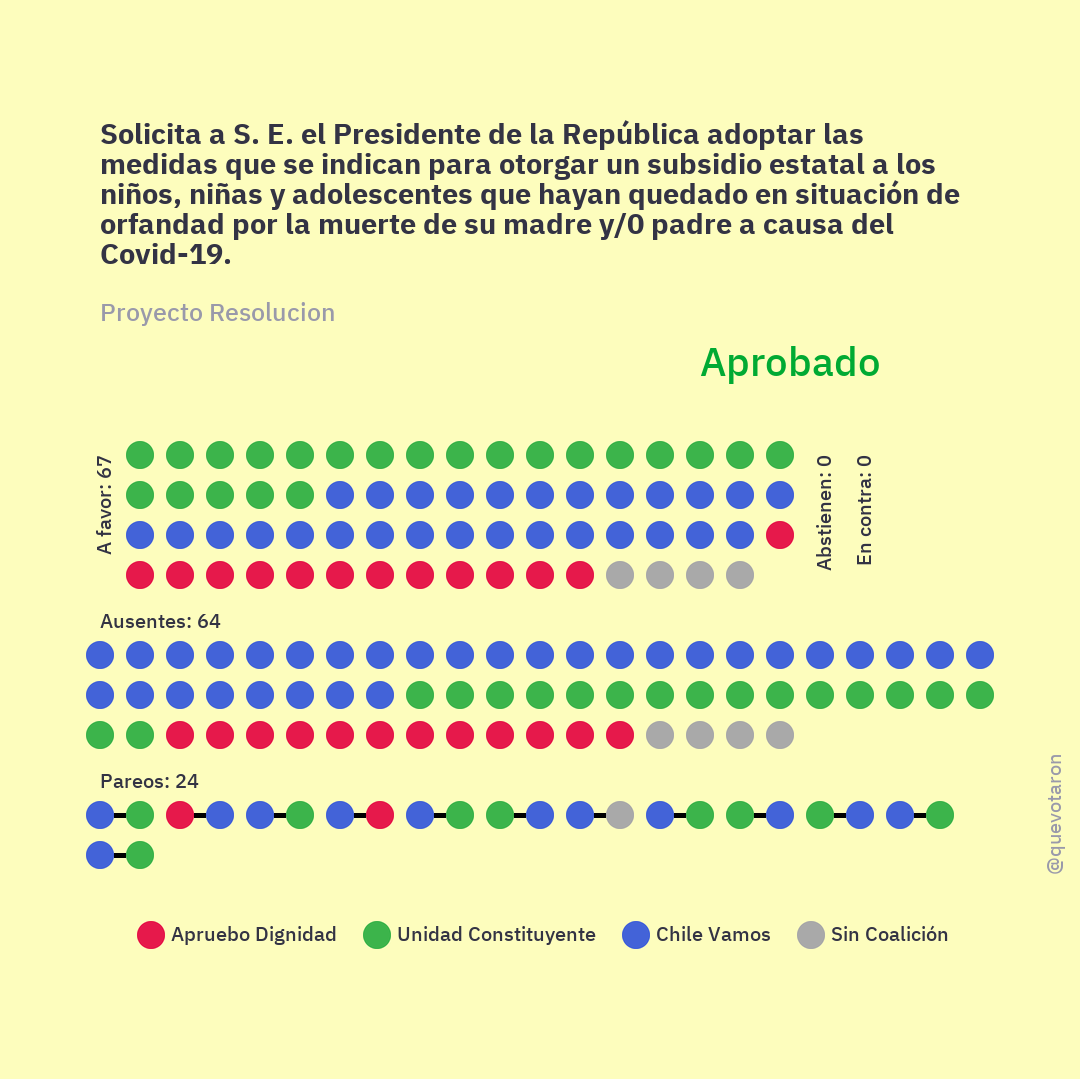 Solicita a S. E. el Presidente de la República adoptar las
medidas que se indican para otorgar un subsidio estatal a los
niños, niñas y adolescentes que hayan quedado en situación de
orfandad por la muerte de su madre y/0 padre a causa del
Covid-19.
Proyecto Resolucion
Aprobado
A favor: 67
Abstienen: 0
En contra: 0
Ausentes: 64
Pareos: 24
@quevotaron
Apruebo Dignidad
Unidad Constituyente
Chile Vamos
Sin Coalición